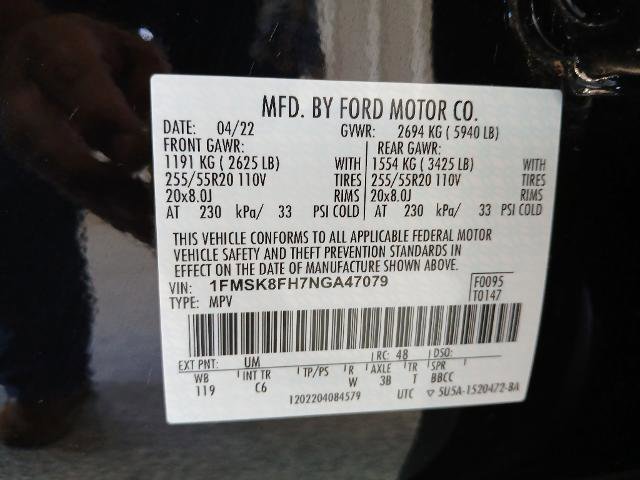 MFD. BY FORD MOTOR CO.
DATE: 04/22 GVWR: 2694 KG ( 5940 LB)
FRONT GAWR: REAR GAWR:
1191 KG ( 2625 LB) WITH 1554 KG ( 3425 LB) WITH
255/55R20 110V TIRES 255/55R20 110V TIRES
20x8.0J RIMS 20x8.0J RIMS
AT 230 kPa/ 33 PSI COLD AT 230 kPa/ 33 PSI COLD
THIS VEHICLE CONFORMS TO ALL APPLICABLE FEDERAL MOTOR
VEHICLE SAFETY AND THEFT PREVENTION STANDARDS IN
EFFECT ON THE DATE OF MANUFACTURE SHOWN ABOVE.
VIN: 1FMSK8FH7NGA47079 F0095
TYPE: MPV T0147
EXT PNT: UM RC: 48 DSO:
WB INT TR TP/PS R AXLE TR SPR
119 C6 W 3B T BBCC
1202204084579 UTC ▽ 5U5A-1520472-BA